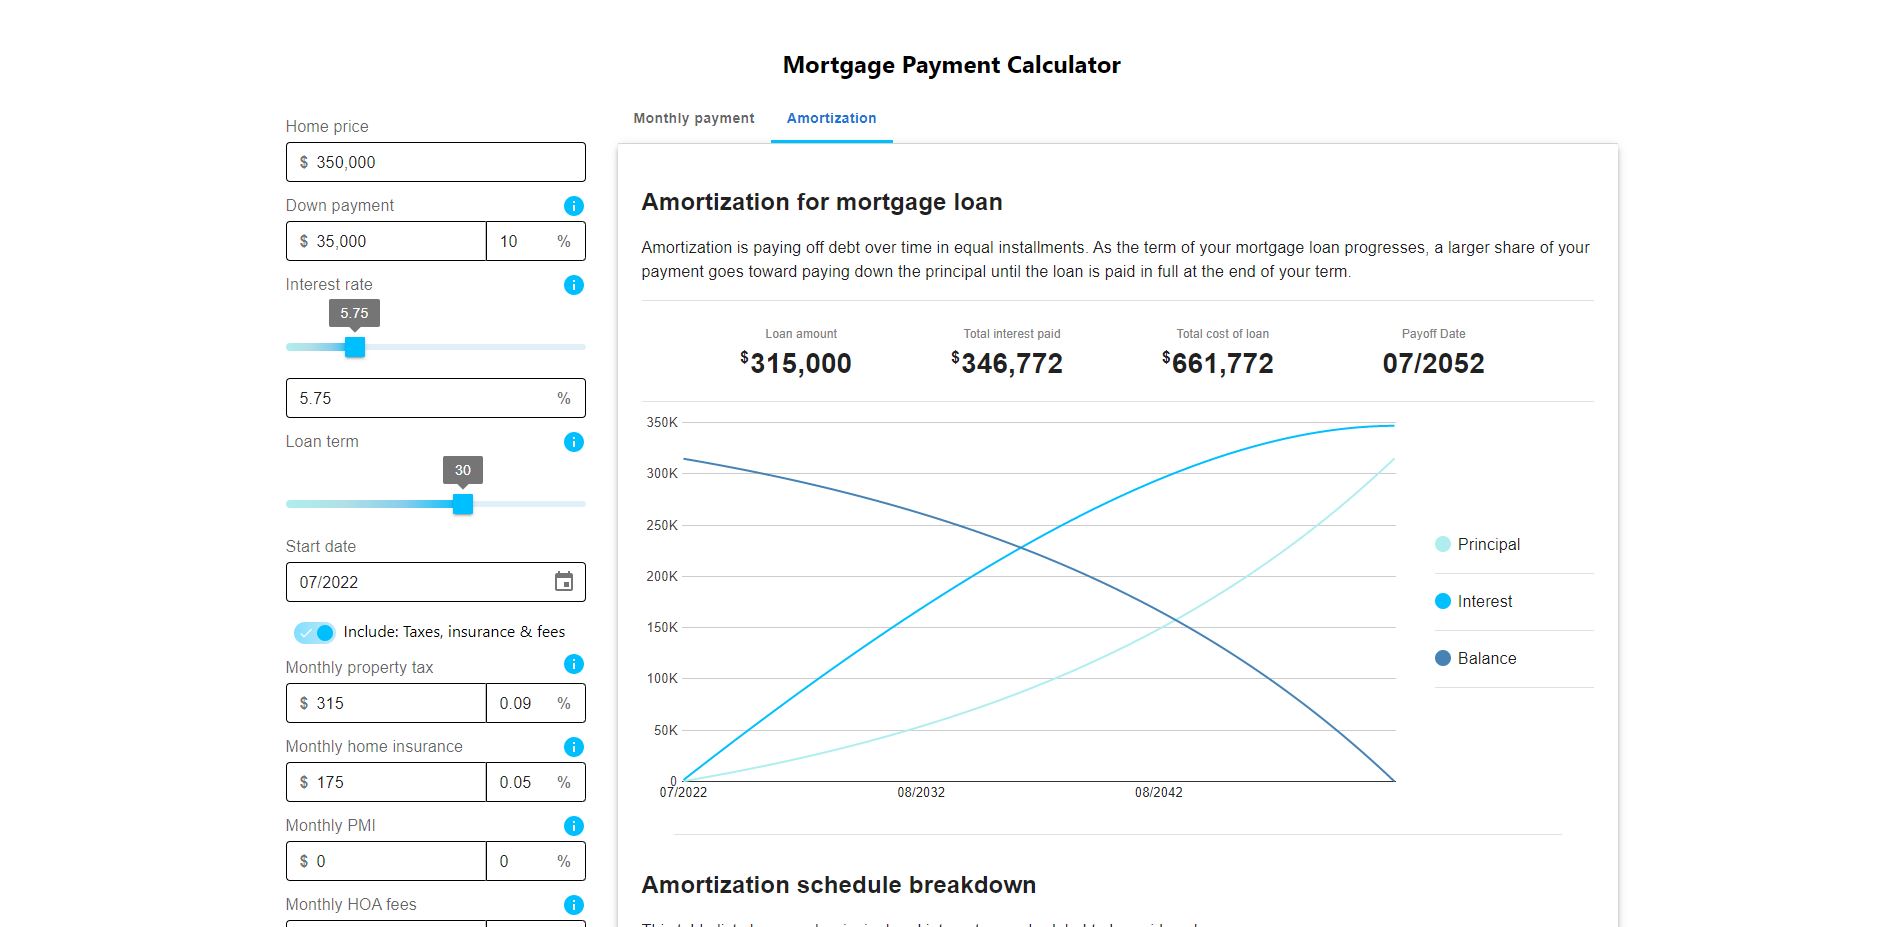 Mortgage Payment Calculator
Home price
$ 350,000
Down payment
$ 35,000 10 %
Interest rate
5.75
5.75 %
Loan term
30
Start date
07/2022
Include: Taxes, insurance & fees
Monthly property tax
$ 315 0.09 %
Monthly home insurance
$ 175 0.05 %
Monthly PMI
$ 0 0 %
Monthly HOA fees
Monthly payment Amortization
Amortization for mortgage loan
Amortization is paying off debt over time in equal installments. As the term of your mortgage loan progresses, a larger share of your
payment goes toward paying down the principal until the loan is paid in full at the end of your term.
Loan amount Total interest paid Total cost of loan Payoff Date
$315,000 $346,772 $661,772 07/2052
350K
300K
250K
200K
150K
100K
50K
0
07/2022 08/2032 08/2042
Principal
Interest
Balance
Amortization schedule breakdown